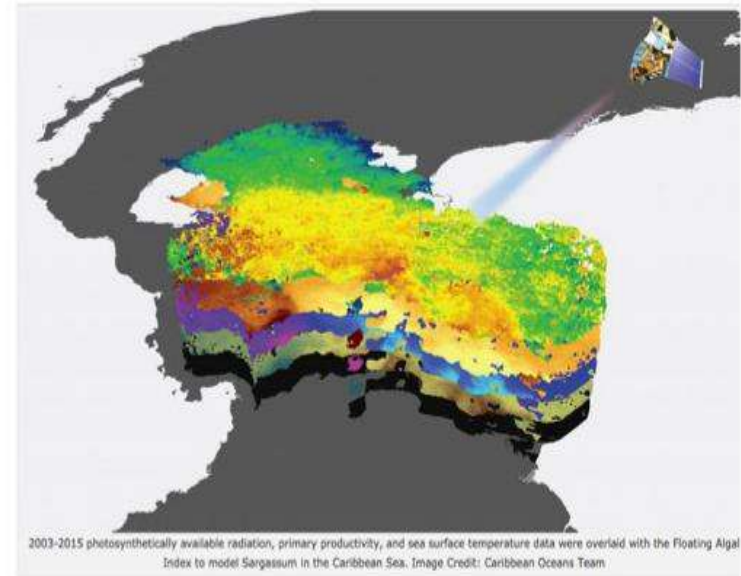 2003-2015 photosynthetically available radiation, primary productivity, and sea surface temperature data were overlaid with the Floating Algal
Index to model Sargassum in the Caribbean Sea. Image Credit: Caribbean Oceans Team